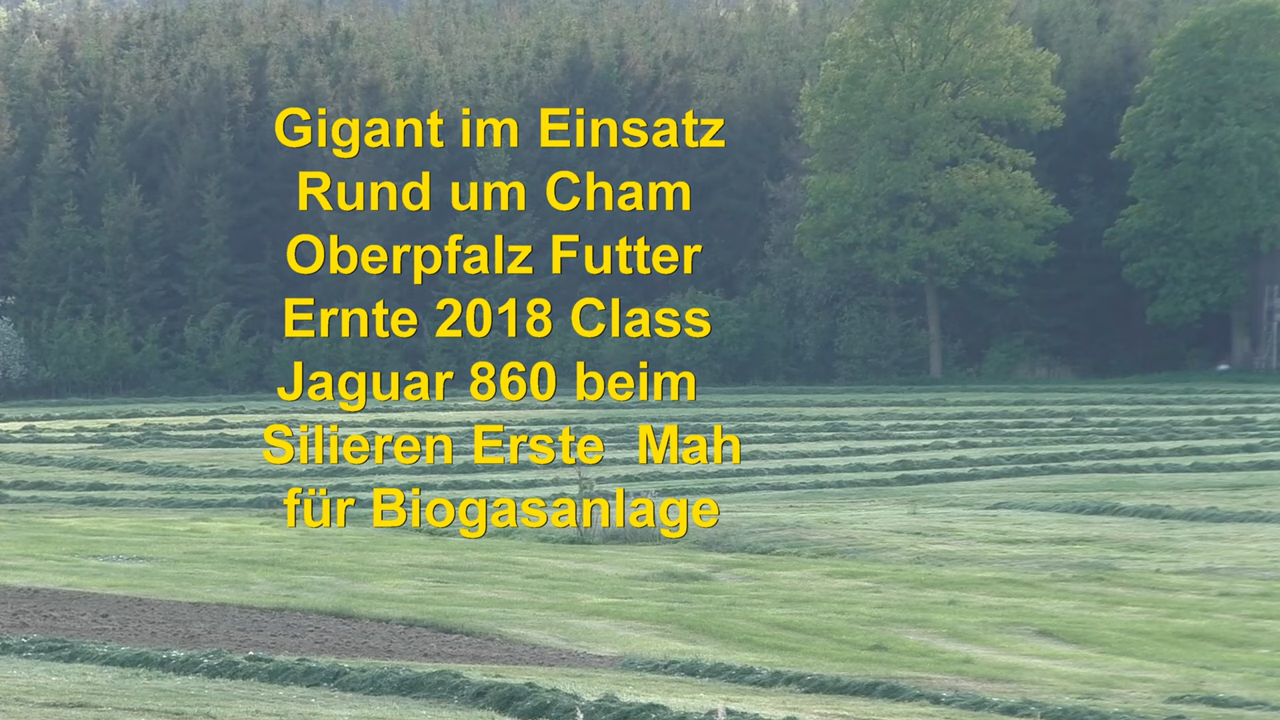 Gigant im Einsatz
Rund um Cham
Oberpfalz Futter
Ernte 2018 Class
Jaguar 860 beim
Silieren Erste  Mah
für Biogasanlage